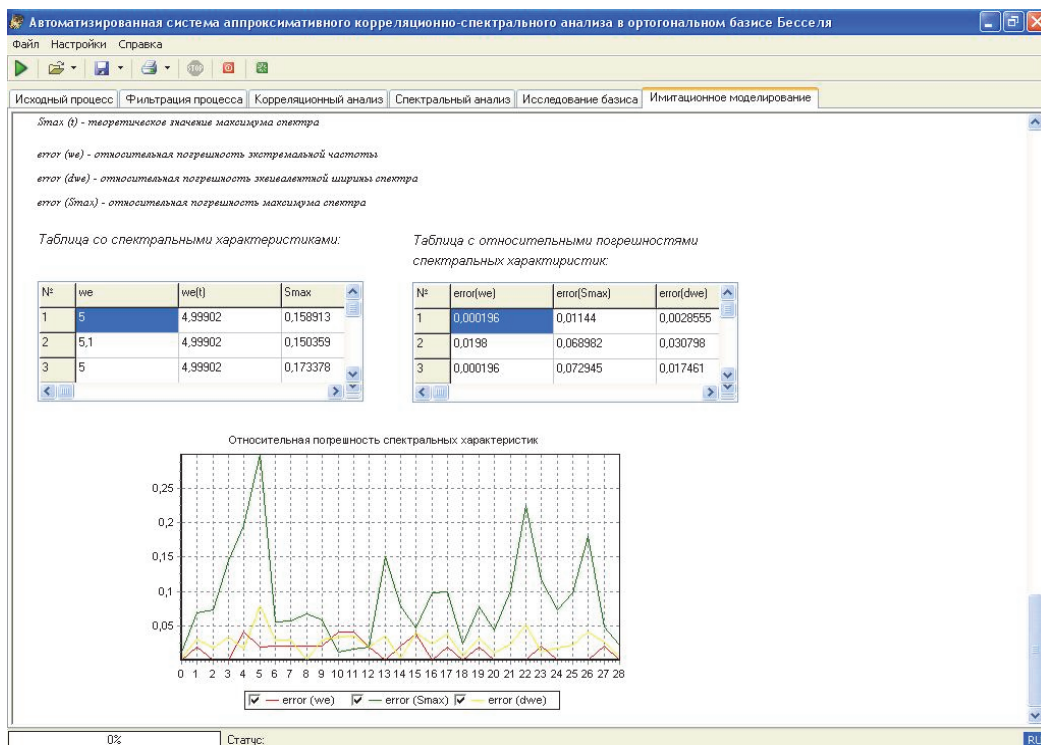 Автоматизированная система аппроксимативного корреляционно-спектрального анализа в ортогональном базисе Бесселя
Файл Настройки Справка
STOP
Исходный процесс Фильтрация процесса Корреляционный анализ Спектральный анализ Исследование базиса Имитационное моделирование
Smax (t) - теоретическое значение максимума спектра
error (we) - относительная погрешность экстремальной частоты
error (dwe) - относительная погрешность эквивалентной ширины спектра
error (Smax) - относительная погрешность максимума спектра
Таблица со спектральными характеристиками:
Таблица с относительными погрешностями
спектральных характиристик:
№ we we(t) Smax
1 5 4,99902 0,158913
2 5,1 4,99902 0,150359
3 5 4,99902 0,173378
№ error(we) error(Smax) error(dwe)
1 0,000196 0,01144 0,0028555
2 0,0198 0,068982 0,030798
3 0,000196 0,072945 0,017461
Относительная погрешность спектральных характеристик
0,25
0,2
0,15
0,1
0,05
0 1 2 3 4 5 6 7 8 9 10 11 12 13 14 15 16 17 18 19 20 21 22 23 24 25 26 27 28
error (we) error (Smax) error (dwe)
0% Статус: RU